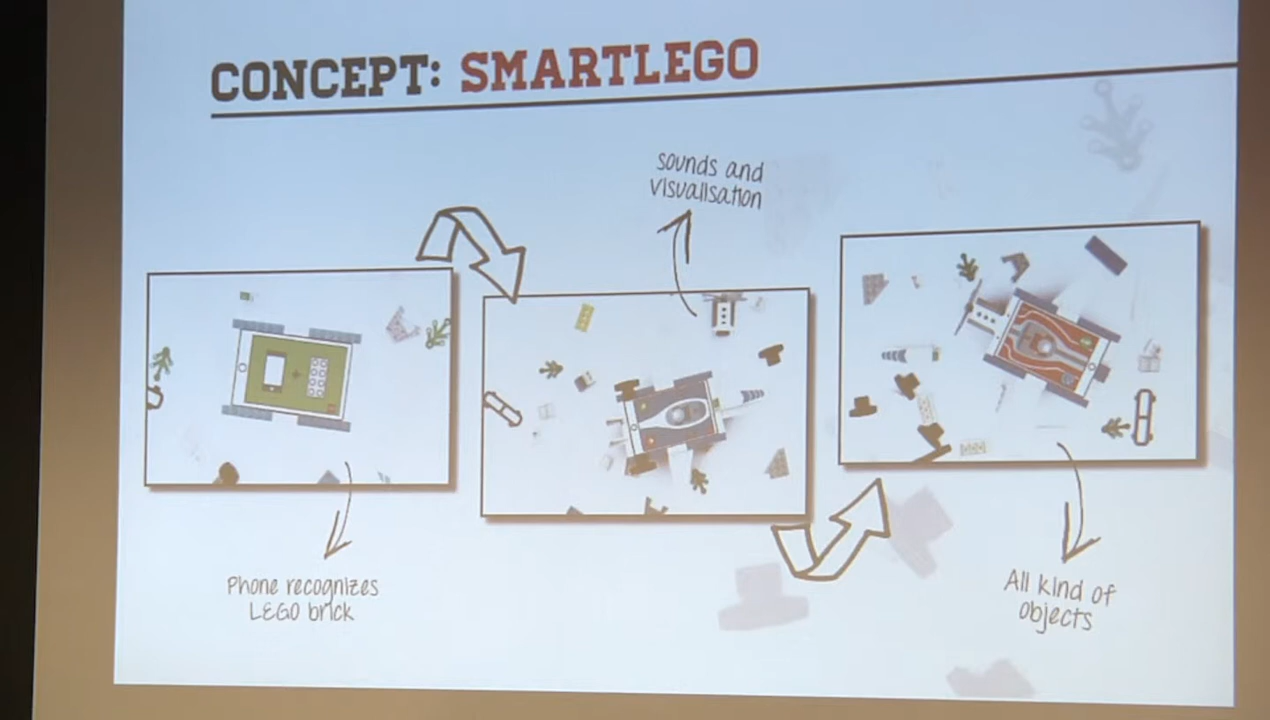 CONCEPT: SMARTLEGO
sounds and
visualisation
Phone recognizes
LEGO brick
All kind of
objects